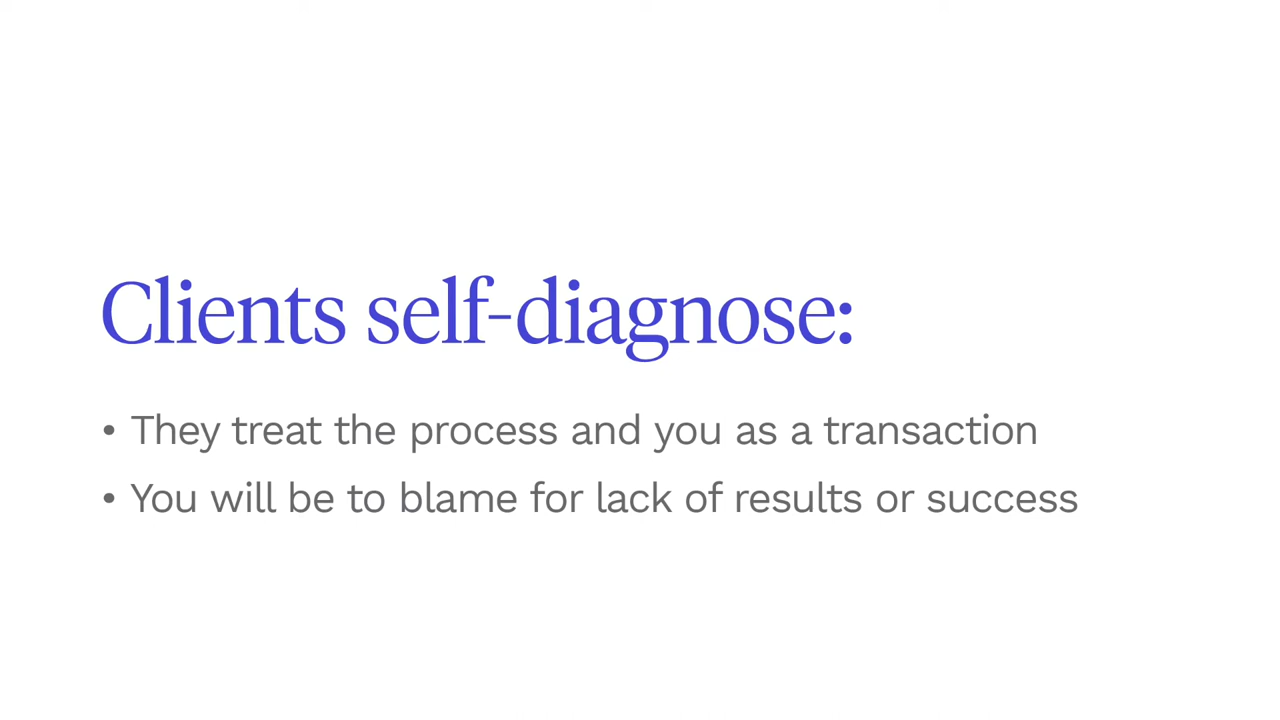 Clients self-diagnose:
• They treat the process and you as a transaction
• You will be to blame for lack of results or success